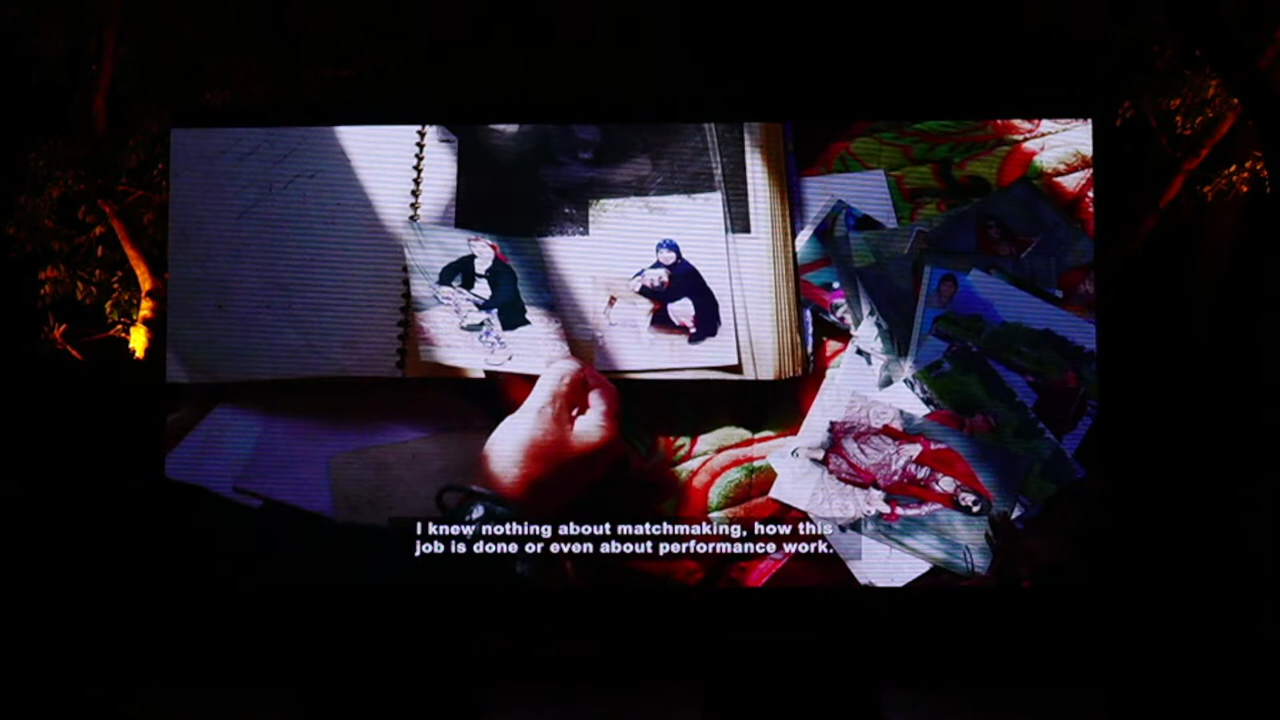 I knew nothing about matchmaking, how this
job is done or even about performance work.